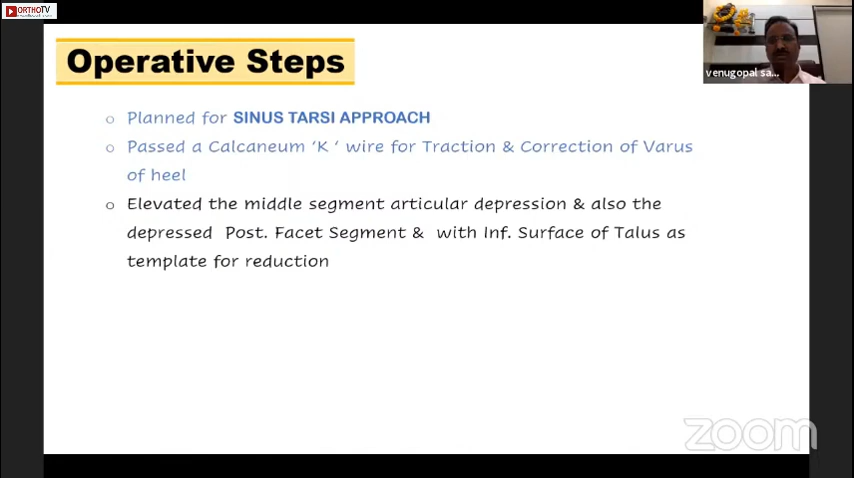 ORTHOTV
venugopal sa...
Operative Steps
Planned for SINUS TARSI APPROACH
Passed a Calcaneum 'K ' wire for Traction & Correction of Varus
of heel
Elevated the middle segment articular depression & also the
depressed Post. Facet Segment & with Inf. Surface of Talus as
template for reduction
zoom